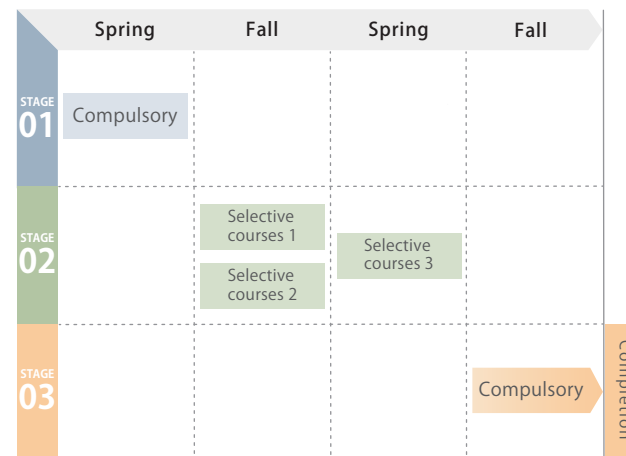 Spring Fall Spring Fall
STAGE
01
Compulsory
STAGE
02
Selective
courses 1
Selective
courses 2
Selective
courses 3
STAGE
03
Compulsory
Completion